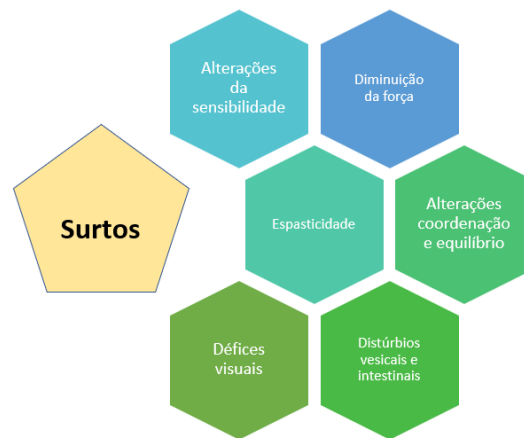 Alterações
da
sensibilidade
Diminuição
da força
Surtos
Espasticidade
Alterações
coordenação
e equilíbrio
Défices
visuais
Distúrbios
vesicais e
intestinais